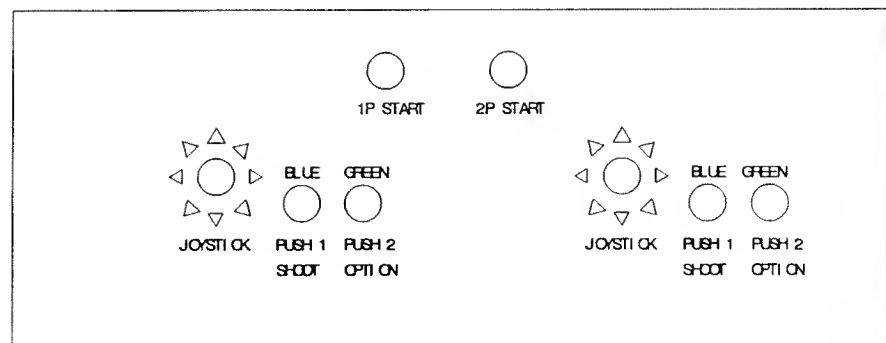 1P START 2P START
BLUE GREEN BLUE GREEN
JOYSTICK PUSH 1 PUSH 2 JOYSTICK PUSH 1 PUSH 2
SHOOT OPTION SHOOT OPTION